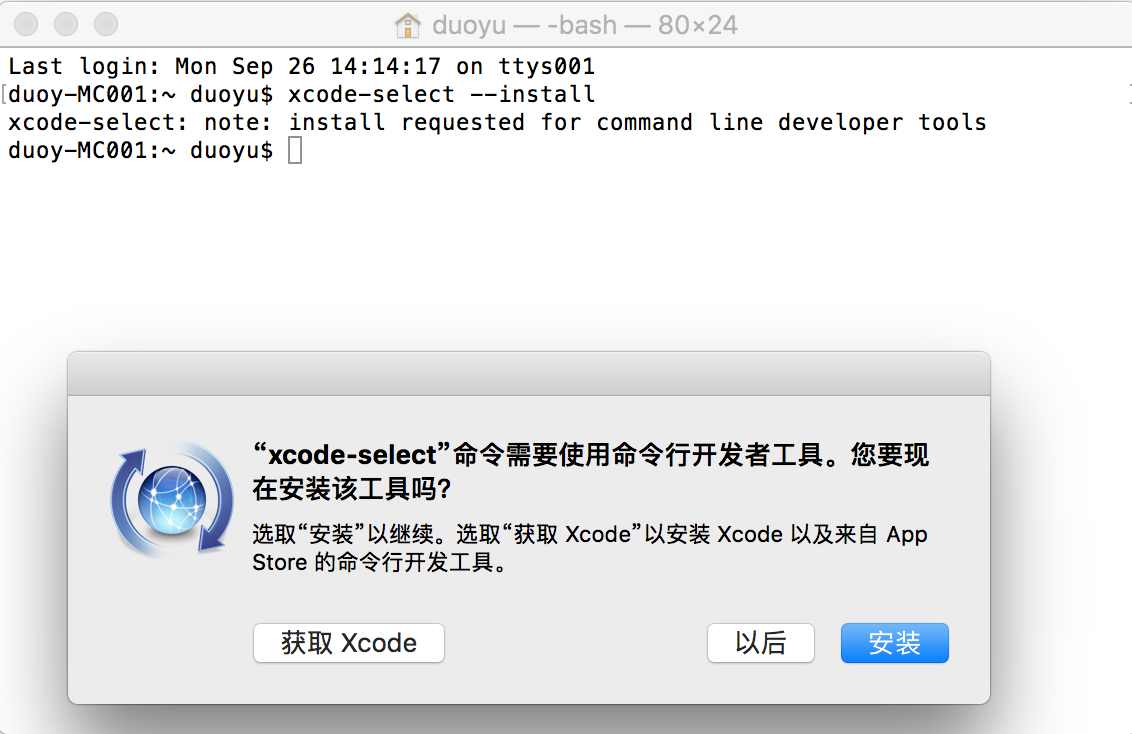 duoyu — -bash — 80×24
Last login: Mon Sep 26 14:14:17 on ttys001
[duoy-MC001:~ duoyu$ xcode-select --install
xcode-select: note: install requested for command line developer tools
duoy-MC001:~ duoyu$
“xcode-select”命令需要使用命令行开发者工具。您要现
在安装该工具吗?
选取“安装”以继续。选取“获取 Xcode”以安装 Xcode 以及来自 App
Store 的命令行开发工具。
获取 Xcode
以后
安装